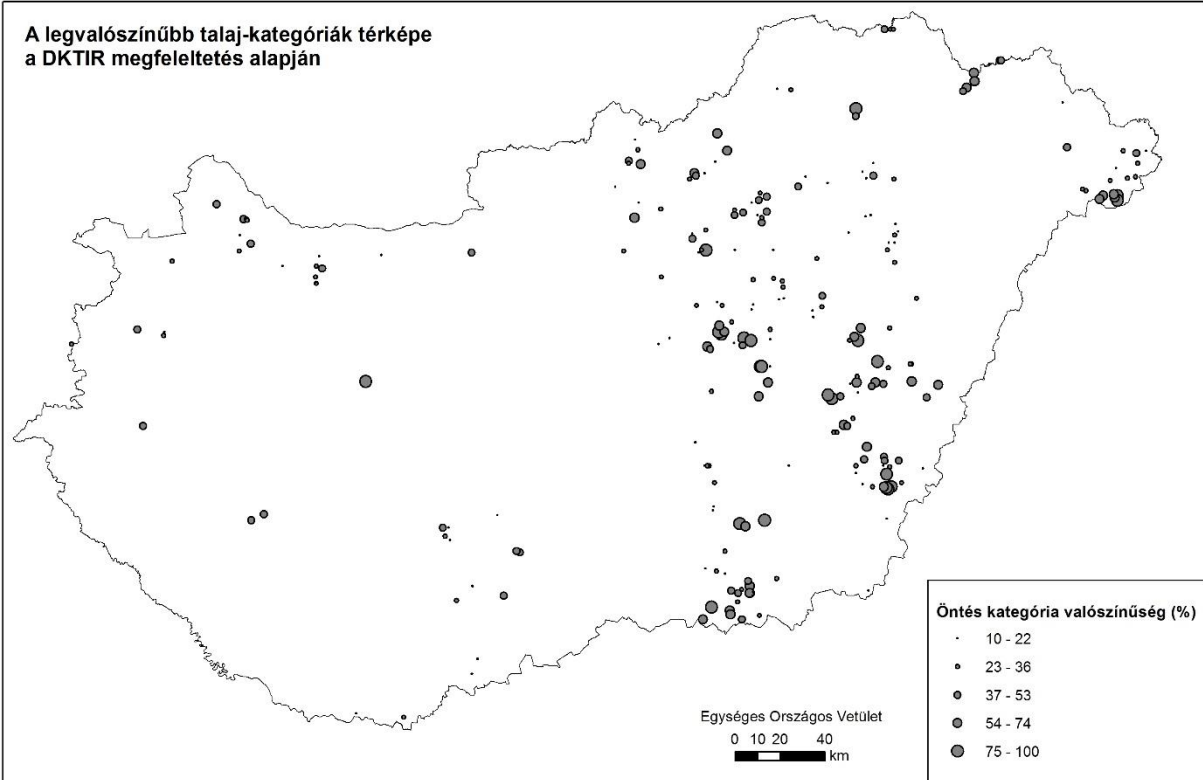 A legvalószínűbb talaj-kategóriák térképe
a DKTIR megfeleltetés alapján
Öntés kategória valószínűség (%)
10 - 22
23 - 36
37 - 53
54 - 74
75 - 100
Egységes Országos Vetület
0 10 20 40
km